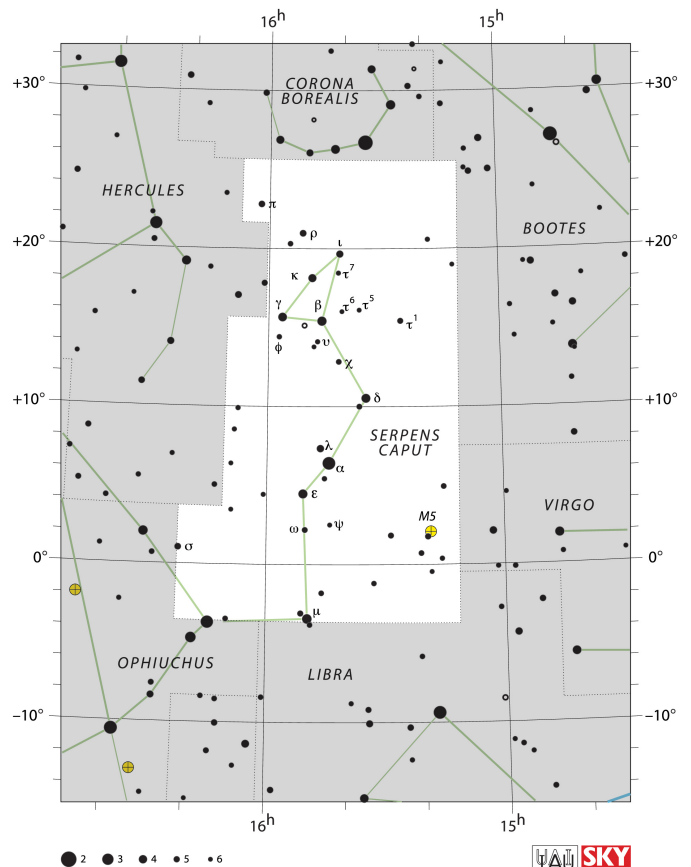 16h 15h
+30° +30°
CORONA
BOREALIS
HERCULES
π
ρ
BOOTES
+20° +20°
ι
κ τ7
γ β τ6 τ5
τ1
ϕ υ
χ
+10° δ +10°
SERPENS
CAPUT
λ
α
ε
M5 VIRGO
ω ψ
σ
0° 0°
μ
OPHIUCHUS LIBRA
−10° −10°
16h 15h
2 3 4 5 6
IAU SKY